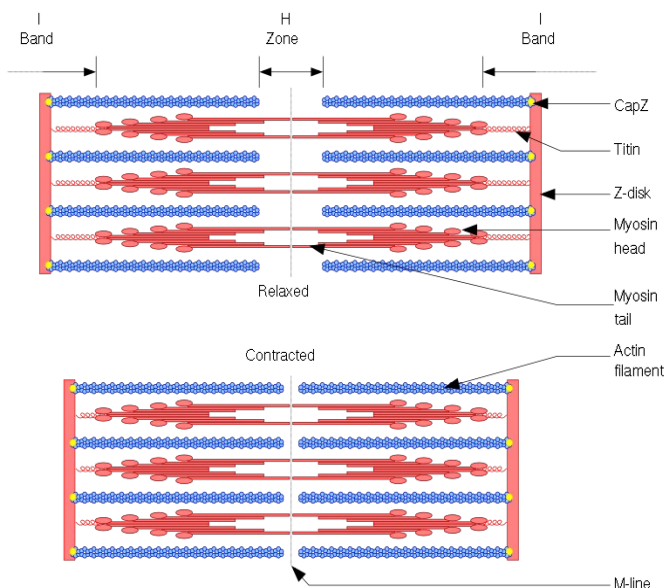 I
Band
H
Zone
I
Band
CapZ
Titin
Z-disk
Myosin
head
Relaxed
Myosin
tail
Contracted
Actin
filament
M-line